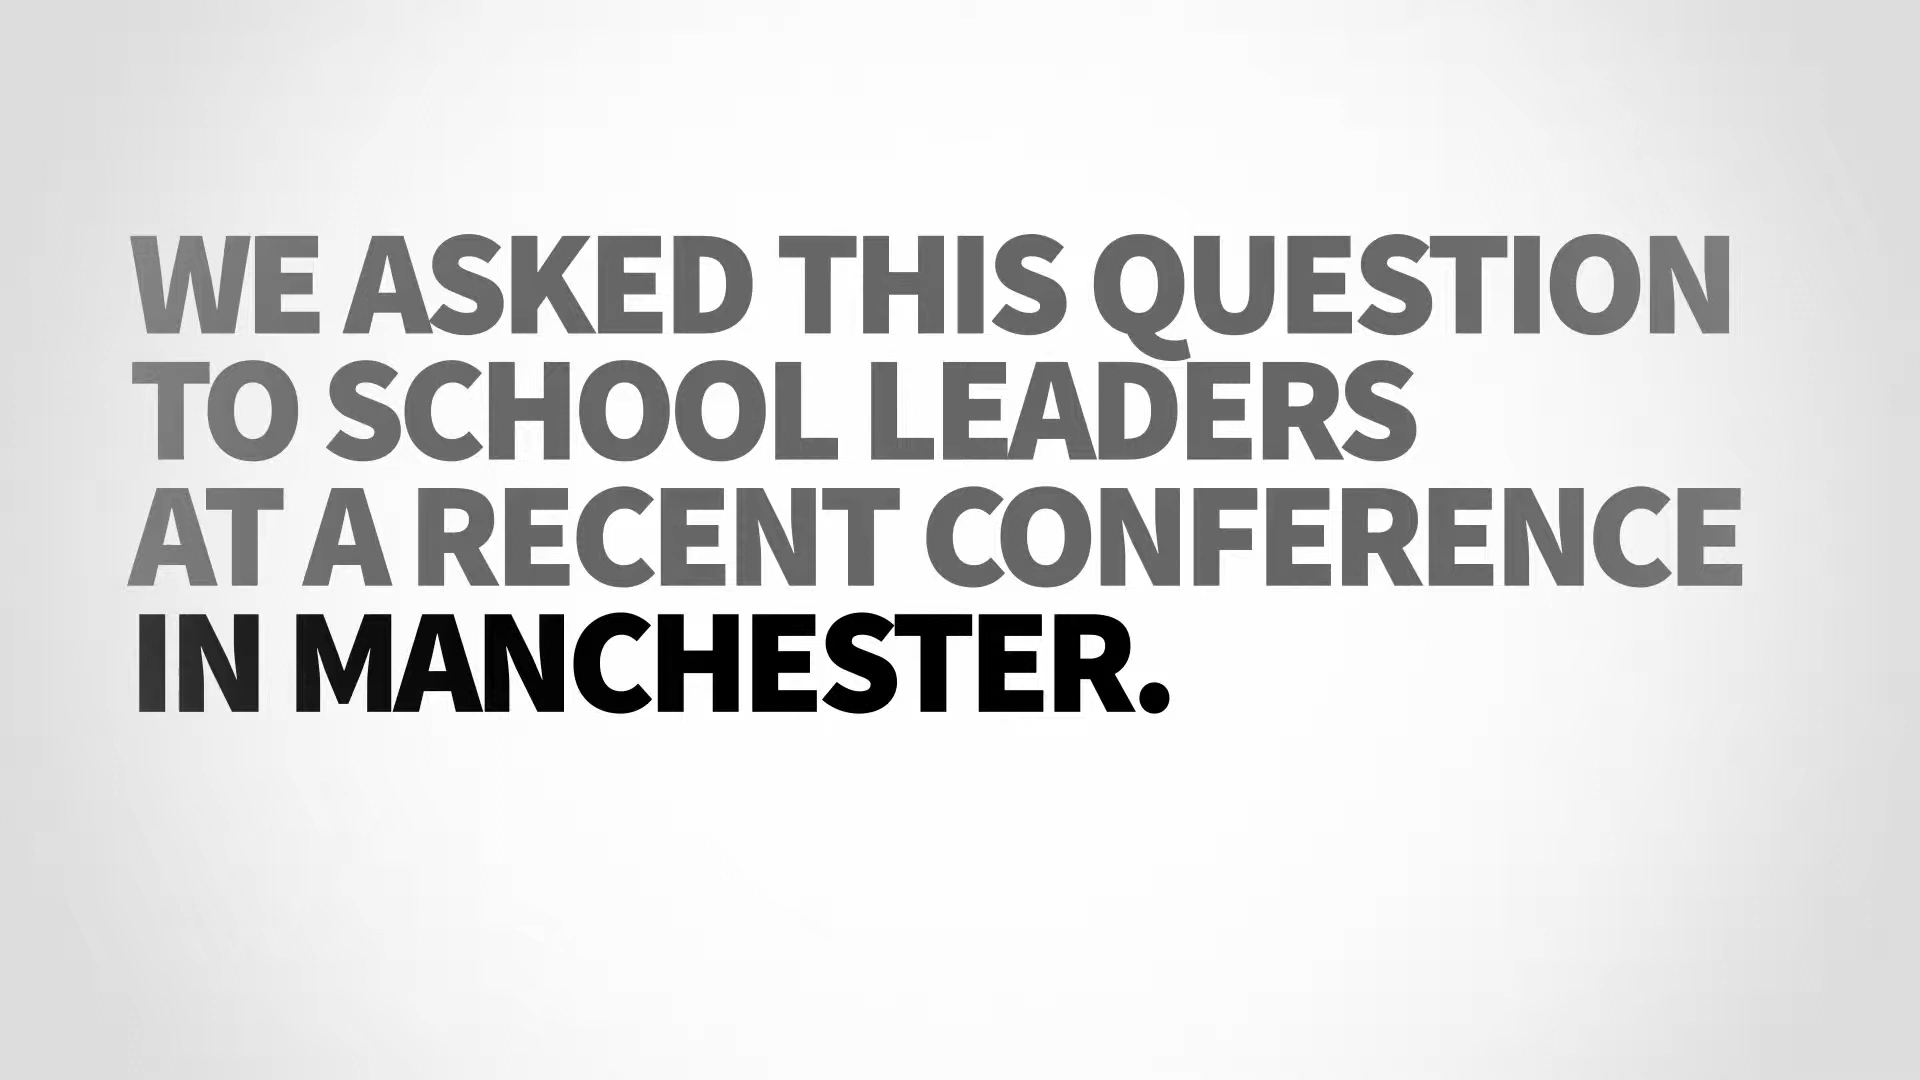 WE ASKED THIS QUESTION
TO SCHOOL LEADERS
AT A RECENT CONFERENCE
IN MANCHESTER.